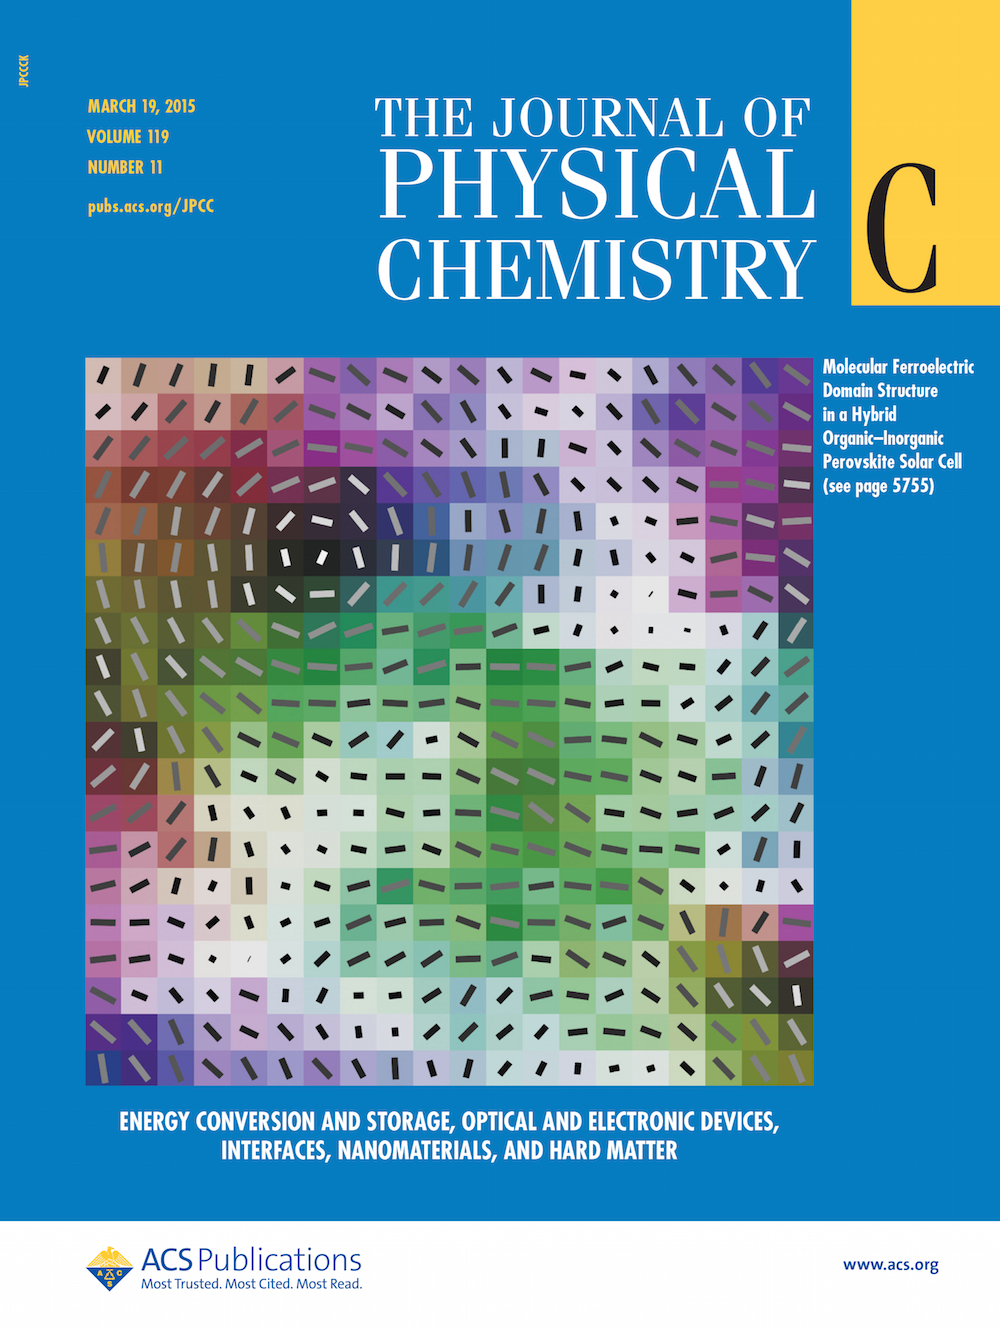 JPCCCK
MARCH 19, 2015
VOLUME 119
NUMBER 11
pubs.acs.org/JPCC
THE JOURNAL OF
PHYSICAL
CHEMISTRY
C
Molecular Ferroelectric
Domain Structure
in a Hybrid
Organic–Inorganic
Perovskite Solar Cell
(see page 5755)
ENERGY CONVERSION AND STORAGE, OPTICAL AND ELECTRONIC DEVICES,
INTERFACES, NANOMATERIALS, AND HARD MATTER
A C S
ACS Publications
Most Trusted. Most Cited. Most Read.
www.acs.org